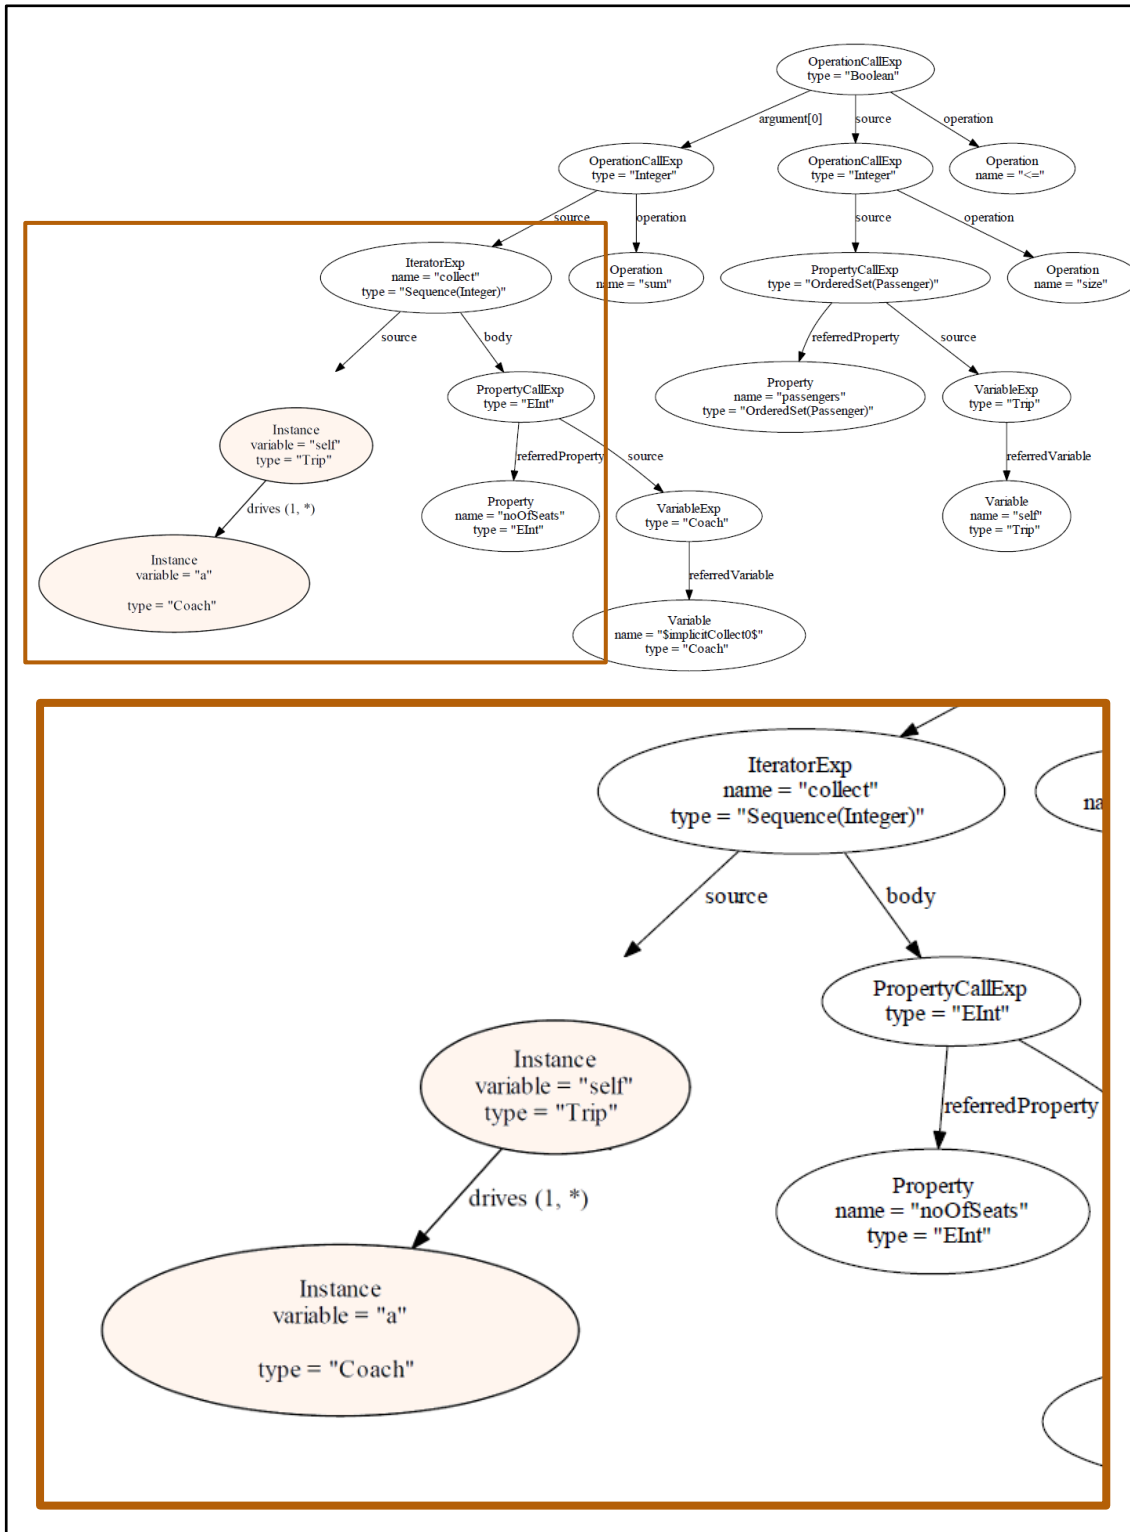 OperationCallExp
type = "Boolean"
argument[0]
source
operation
OperationCallExp
type = "Integer"
OperationCallExp
type = "Integer"
Operation
name = "<="
source
operation
source
operation
IteratorExp
name = "collect"
type = "Sequence(Integer)"
Operation
name = "sum"
PropertyCallExp
type = "OrderedSet(Passenger)"
Operation
name = "size"
source
body
referredProperty
source
PropertyCallExp
type = "EInt"
Property
name = "passengers"
type = "OrderedSet(Passenger)"
VariableExp
type = "Trip"
Instance
variable = "self"
type = "Trip"
referredProperty
source
referredVariable
drives (1, *)
Property
name = "noOfSeats"
type = "EInt"
VariableExp
type = "Coach"
Variable
name = "self"
type = "Trip"
Instance
variable = "a"
type = "Coach"
referredVariable
Variable
name = "$implicitCollect0$"
type = "Coach"
IteratorExp
name = "collect"
type = "Sequence(Integer)"
na
source
body
PropertyCallExp
type = "EInt"
Instance
variable = "self"
type = "Trip"
referredProperty
drives (1, *)
Property
name = "noOfSeats"
type = "EInt"
Instance
variable = "a"
type = "Coach"